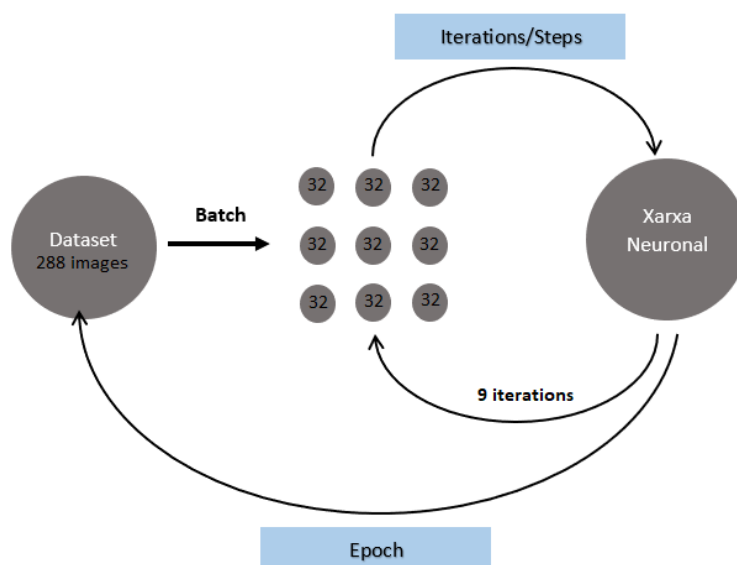 Iterations/Steps
32 32 32
Batch
Xarxa
Neuronal
Dataset
288 images
32 32 32
32 32 32
9 iterations
Epoch